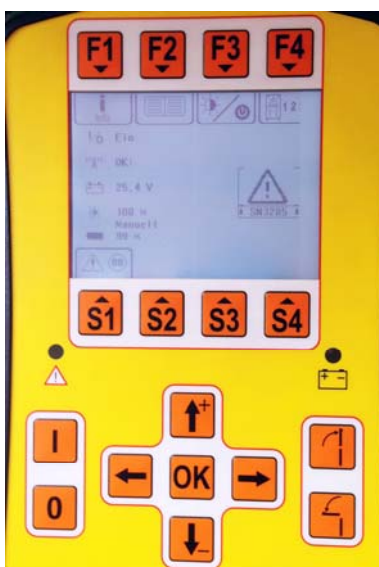 F1 F2 F3 F4
12
Ein
OK!
25,4 V
100 %
Manuell
S1 S2 S3 S4
+ −
I
+
OK
0
−